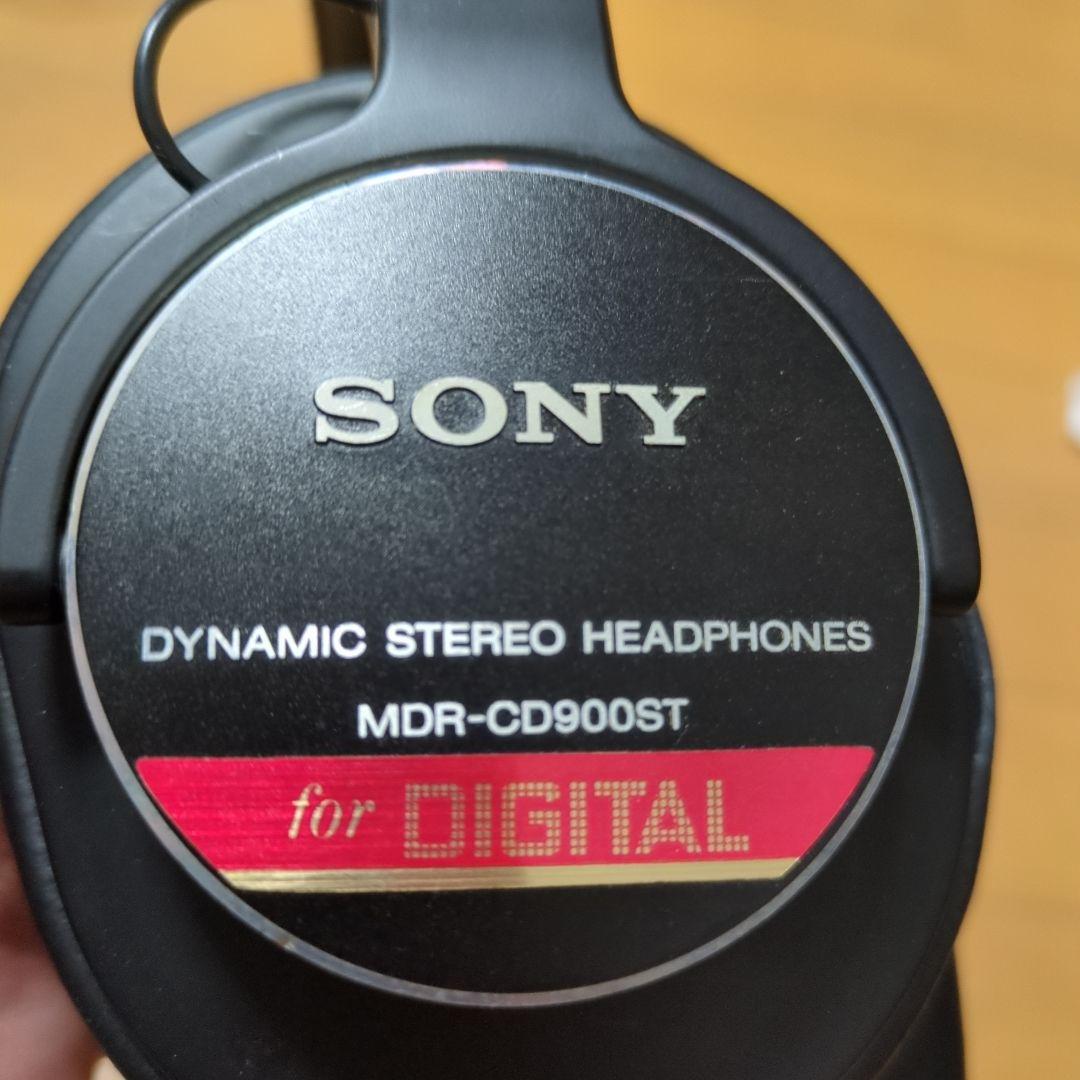 SONY
DYNAMIC STEREO HEADPHONES
MDR-CD900ST
for DIGITAL